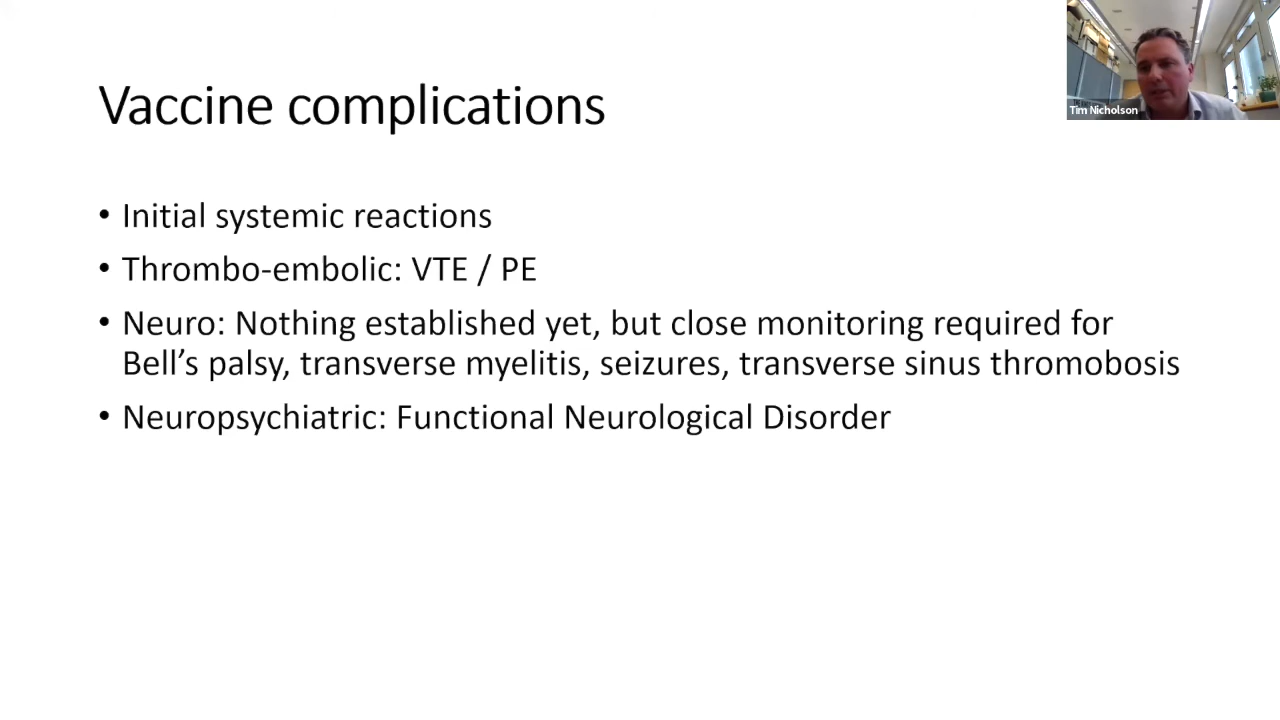 Vaccine complications
Tim Nicholson
• Initial systemic reactions
• Thrombo-embolic: VTE / PE
• Neuro: Nothing established yet, but close monitoring required for
Bell’s palsy, transverse myelitis, seizures, transverse sinus thromobosis
• Neuropsychiatric: Functional Neurological Disorder